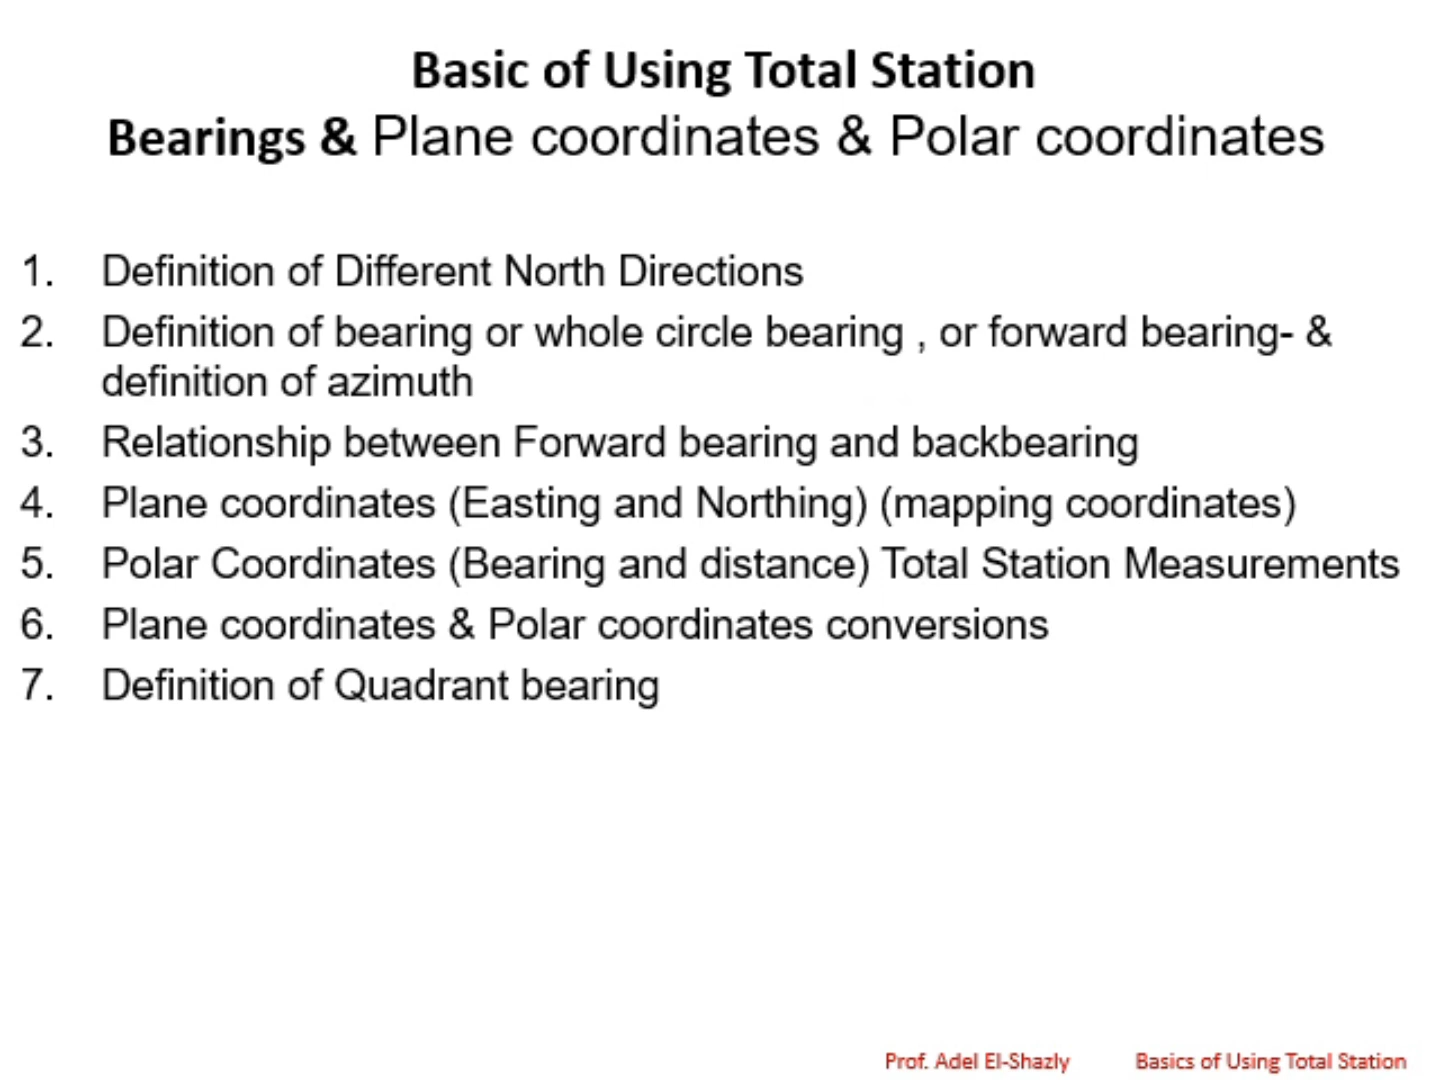 Basic of Using Total Station
Bearings & Plane coordinates & Polar coordinates
1. Definition of Different North Directions
2. Definition of bearing or whole circle bearing , or forward bearing- &
definition of azimuth
3. Relationship between Forward bearing and backbearing
4. Plane coordinates (Easting and Northing) (mapping coordinates)
5. Polar Coordinates (Bearing and distance) Total Station Measurements
6. Plane coordinates & Polar coordinates conversions
7. Definition of Quadrant bearing
Prof. Adel El-Shazly Basics of Using Total Station